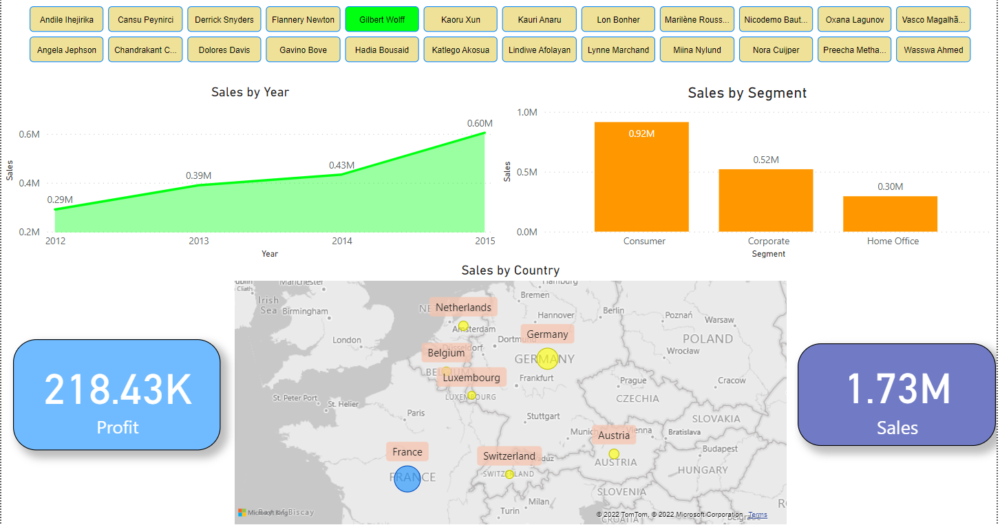 Andile Ihejirika Cansu Peynirci Derrick Snyders Flannery Newton Gilbert Wolff Kaoru Xun Kauri Anaru Lon Bonher Marilène Rouss... Nicodemo Baut... Oxana Lagunov Vasco Magalhã...
Angela Jephson Chandrakant C... Dolores Davis Gavino Bove Hadia Bousaid Katlego Akosua Lindiwe Afolayan Lynne Marchand Miina Nylund Nora Cuijper Preecha Metha... Wasswa Ahmed
Sales by Year
0.6M
0.4M
0.2M
Sales
0.29M
0.39M
0.43M
0.60M
2012 2013 2014 2015
Year
Sales by Segment
1.0M
0.5M
0.0M
Sales
0.92M
0.52M
0.30M
Consumer Corporate Home Office
Segment
Sales by Country
218.43K
Profit
Manchester
Irish
Sea
Birmingham
London
St. Peter Port
St. Helier
Paris
Netherlands
Amsterdam
Belgium
Luxembourg
LUXEMBOURG
France
FRANCE
Hamburg
Bremen
Hannover
Berlin
Germany
GERMANY
Frankfurt
Stuttgart
Switzerland
SWITZERLAND
Austria
AUSTRIA
Vienna
Milan
Turin
Poznań
Warsaw
POLAND
Wrocław
Prague
Cracow
CZECHIA
SLOVAKIA
Bratislava
Budapest
HUNGARY
SLOVENIA
CROATIA
Microsoft Bing
© 2022 TomTom, © 2022 Microsoft Corporation Terms
1.73M
Sales